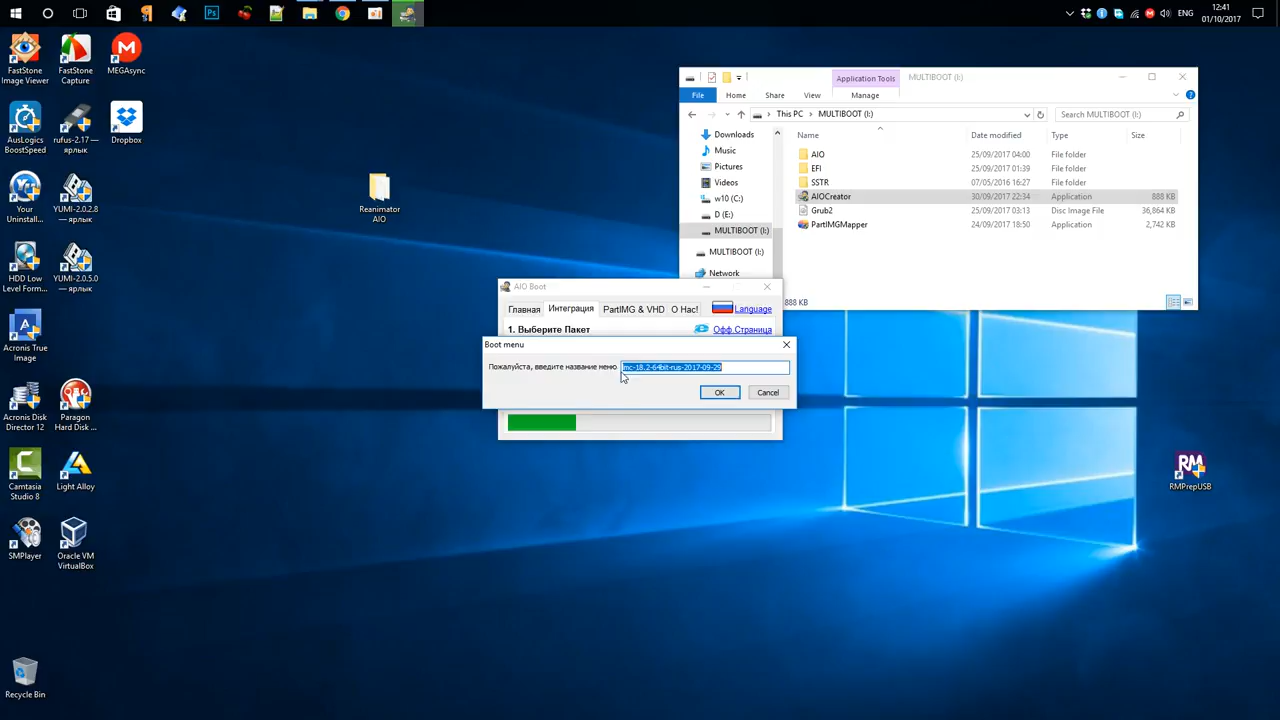 ENG
12:41
01/10/2017
FastStone
Image Viewer
FastStone
Capture
MEGAsync
AusLogics
BoostSpeed
rufus-2.17 —
ярлык
Dropbox
Your
Uninstall...
YUMI-2.0.2.8
— ярлык
HDD Low
Level Form...
YUMI-2.0.5.0
— ярлык
Acronis True
Image
Acronis Disk
Director 12
Paragon
Hard Disk ...
Camtasia
Studio 8
Light Alloy
SMPlayer
Oracle VM
VirtualBox
Recycle Bin
Reanimator
AIO
RMPrepUSB
Application Tools
MULTIBOOT (I:)
File
Home
Share
View
Manage
This PC
MULTIBOOT (I:)
Search MULTIBOOT (I:)
Downloads
Music
Pictures
Videos
w10 (C:)
D (E:)
MULTIBOOT (I:)
MULTIBOOT (I:)
Network
Name Date modified Type Size
AIO 25/09/2017 04:00 File folder
EFI 25/09/2017 01:39 File folder
SSTR 07/05/2016 16:27 File folder
AIOCreator 30/09/2017 22:34 Application 888 KB
Grub2 25/09/2017 03:13 Disc Image File 36,864 KB
PartIMGMapper 24/09/2017 18:50 Application 2,742 KB
888 KB
AIO Boot
Главная
Интеграция
PartIMG & VHD
О Нас!
Language
1. Выберите Пакет
Офф.Страница
Boot menu
Пожалуйста, введите название меню
lmc-18.2-64bit-rus-2017-09-29
OK
Cancel